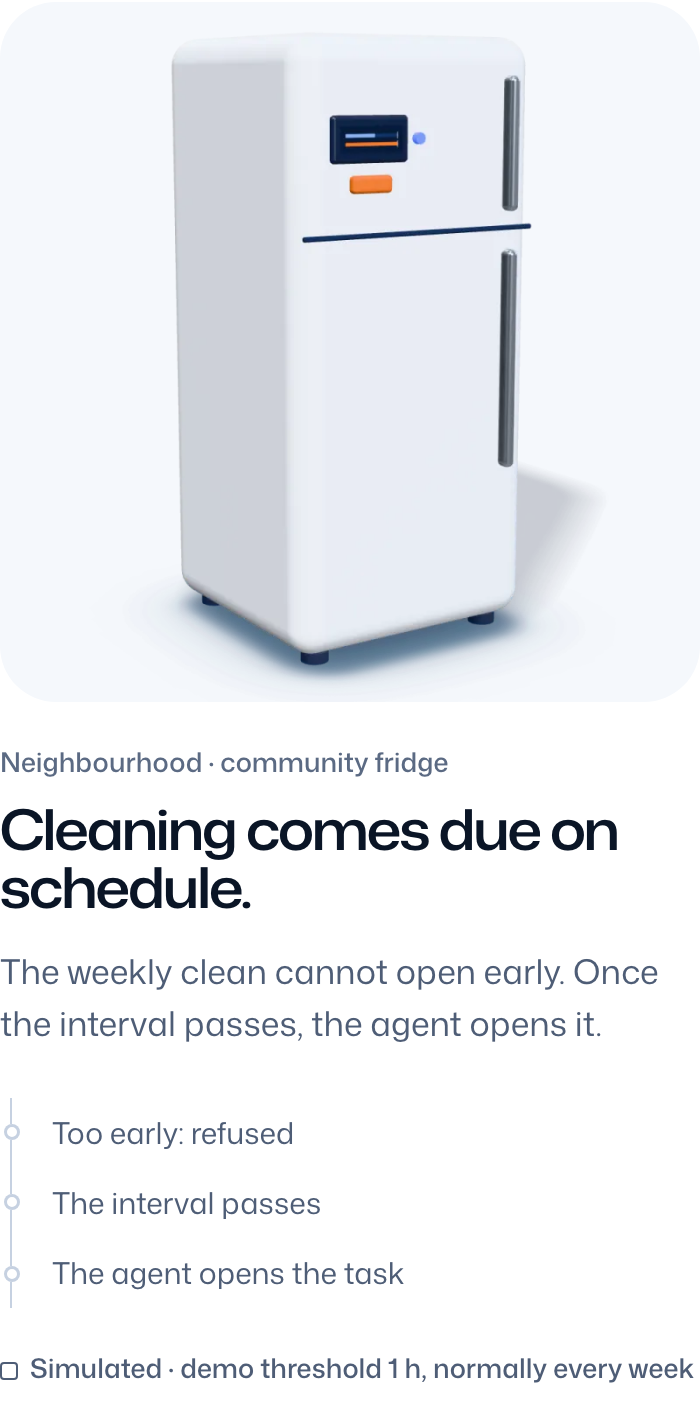 Neighbourhood · community fridge
Cleaning comes due on
schedule.
The weekly clean cannot open early. Once
the interval passes, the agent opens it.
Too early: refused
The interval passes
The agent opens the task
Simulated · demo threshold 1 h, normally every week